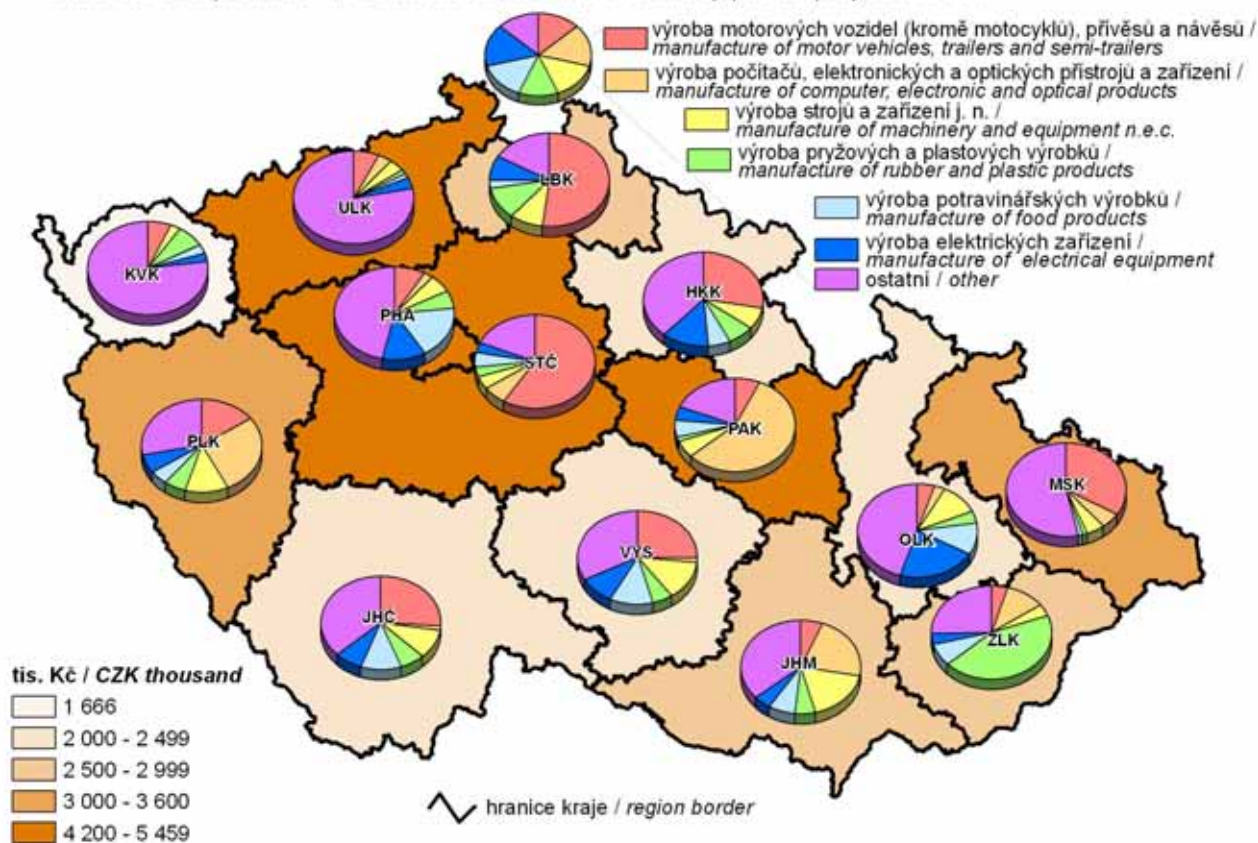 výroba motorových vozidel (kromě motocyklů), přívěsů a návěsů /
manufacture of motor vehicles, trailers and semi-trailers
výroba počítačů, elektronických a optických přístrojů a zařízení /
manufacture of computer, electronic and optical products
výroba strojů a zařízení j. n. /
manufacture of machinery and equipment n.e.c.
výroba pryžových a plastových výrobků /
manufacture of rubber and plastic products
výroba potravinářských výrobků /
manufacture of food products
výroba elektrických zařízení /
manufacture of electrical equipment
ostatní / other
LBK
ULK
KVK
HKK
PHA
STČ
PLK
PAK
MSK
OLK
VYS
JHČ
ZLK
JHM
tis. Kč / CZK thousand
1 666
2 000 - 2 499
2 500 - 2 999
3 000 - 3 600
4 200 - 5 459
hranice kraje / region border